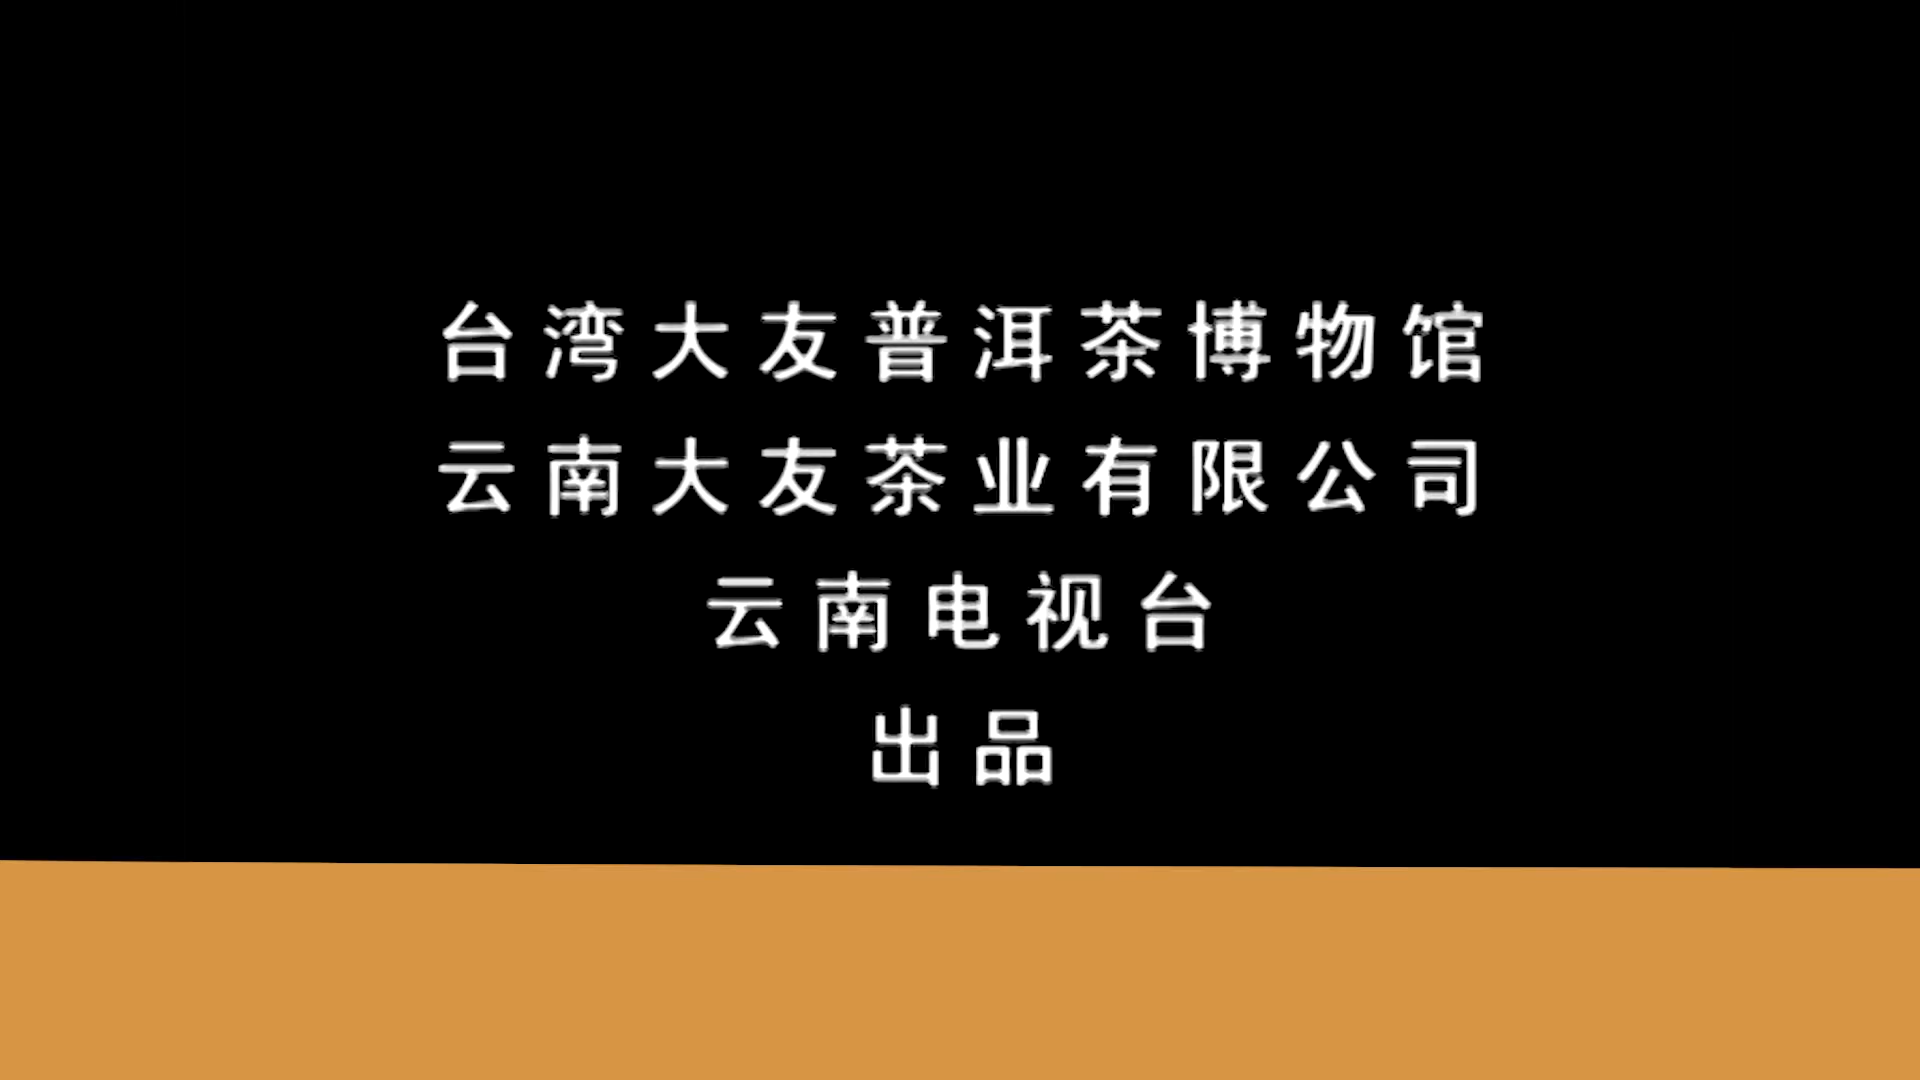 台湾大友普洱茶博物馆
云南大友茶业有限公司
云南电视台
出品